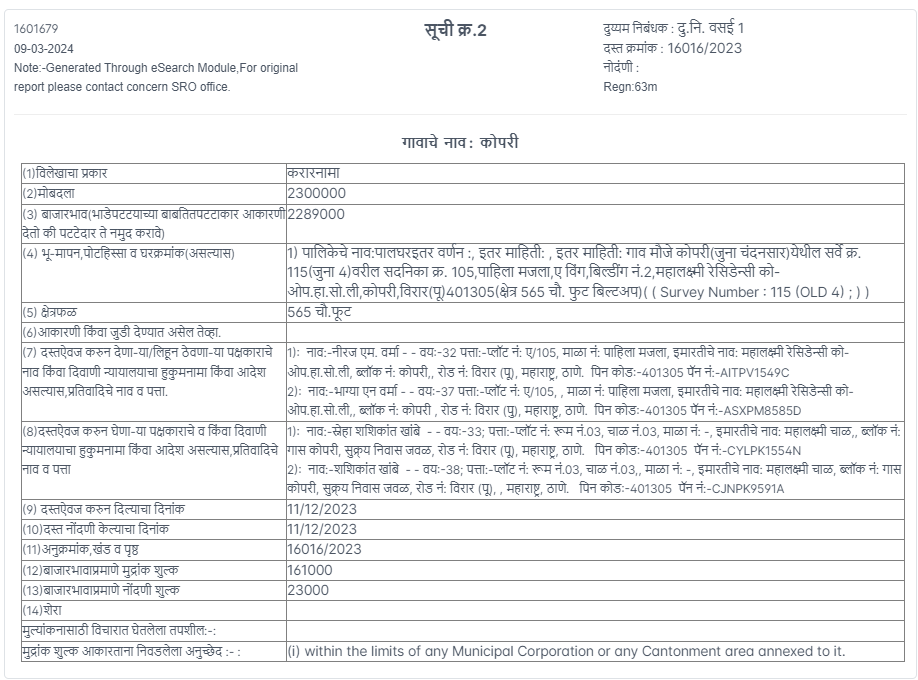 1601679
09-03-2024
Note:-Generated Through eSearch Module,For original
report please contact concern SRO office.
सूची क्र.2
दुय्यम निबंधक : दु.नि. वसई 1
दस्त क्रमांक : 16016/2023
नोदंणी :
Regn:63m
गावाचे नाव : कोपरी
(1)विलेखाचा प्रकार करारनामा
(2)मोबदला 2300000
(3) बाजारभाव(भाडेपटटयाच्या बाबतितपटटाकार आकारणी 2289000
देतो की पटटेदार ते नमुद करावे)
(4) भू-मापन,पोटहिस्सा व घरक्रमांक(असल्यास) 1) पालिकेचे नाव:पालघरइतर वर्णन :, इतर माहिती: , इतर माहिती: गाव मौजे कोपरी(जुना चंदनसार)येथील सर्वे क्र.
115(जुना 4)वरील सदनिका क्र. 105,पाहिला मजला,ए विंग,बिल्डींग नं.2,महालक्ष्मी रेसिडेन्सी को-
ओप.हा.सो.ली,कोपरी,विरार(पू)401305(क्षेत्र 565 चौ. फुट बिल्टअप)( ( Survey Number : 115 (OLD 4) ; ) )
(5) क्षेत्रफळ 565 चौ.फूट
(6)आकारणी किंवा जुडी देण्यात असेल तेव्हा.
(7) दस्तऐवज करुन देणा-या/लिहून ठेवणा-या पक्षकाराचे
नाव किंवा दिवाणी न्यायालयाचा हुकुमनामा किंवा आदेश
असल्यास,प्रतिवादिचे नाव व पत्ता.
1): नाव:-नीरज एम. वर्मा - - वय:-32 पत्ता:-प्लॉट नं: ए/105, माळा नं: पाहिला मजला, इमारतीचे नाव: महालक्ष्मी रेसिडेन्सी को-
ओप.हा.सो.ली,, ब्लॉक नं: कोपरी,, रोड नं: विरार (पू), महाराष्ट्र, ठाणे. पिन कोड:-401305 पॅन नं:-AITPV1549C
2): नाव:-भाग्या एन वर्मा - - वय:-37 पत्ता:-प्लॉट नं: ए/105, , माळा नं: पाहिला मजला, इमारतीचे नाव: महालक्ष्मी रेसिडेन्सी को-
ओप.हा.सो.ली,, ब्लॉक नं: कोपरी , रोड नं: विरार (पु), महाराष्ट्र, ठाणे. पिन कोड:-401305 पॅन नं:-ASXPM8585D
(8)दस्तऐवज करुन घेणा-या पक्षकाराचे व किंवा दिवाणी
न्यायालयाचा हुकुमनामा किंवा आदेश असल्यास,प्रतिवादिचे
नाव व पत्ता
1): नाव:-स्नेहा शशिकांत खांबे - - वय:-33; पत्ता:-प्लॉट नं: रूम नं.03, चाळ नं.03, माळा नं: -, इमारतीचे नाव: महालक्ष्मी चाळ,, ब्लॉक नं:
गास कोपरी, सुक्र्य निवास जवळ, रोड नं: विरार (पू), महाराष्ट्र, ठाणे. पिन कोड:-401305 पॅन नं:-CYLPK1554N
2): नाव:-शशिकांत खांबे - - वय:-38; पत्ता:-प्लॉट नं: रूम नं.03, चाळ नं.03,, माळा नं: -, इमारतीचे नाव: महालक्ष्मी चाळ, ब्लॉक नं: गास
कोपरी, सुक्र्य निवास जवळ, रोड नं: विरार (पू), , महाराष्ट्र, ठाणे. पिन कोड:-401305 पॅन नं:-CJNPK9591A
(9) दस्तऐवज करुन दिल्याचा दिनांक 11/12/2023
(10)दस्त नोंदणी केल्याचा दिनांक 11/12/2023
(11)अनुक्रमांक,खंड व पृष्ठ 16016/2023
(12)बाजारभावाप्रमाणे मुद्रांक शुल्क 161000
(13)बाजारभावाप्रमाणे नोंदणी शुल्क 23000
(14)शेरा
मुल्यांकनासाठी विचारात घेतलेला तपशील:-:
मुद्रांक शुल्क आकारताना निवडलेला अनुच्छेद :- : (i) within the limits of any Municipal Corporation or any Cantonment area annexed to it.